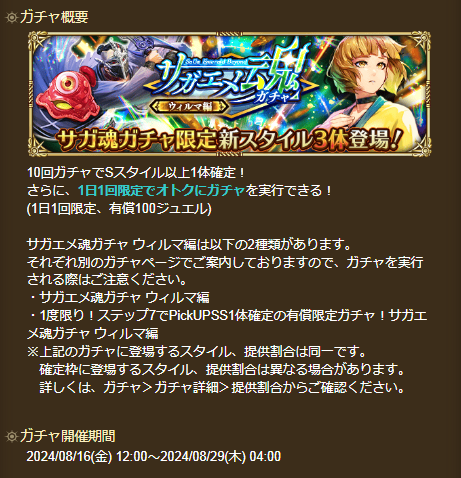 ガチャ概要
SaGa Emerald Beyond
サガエメ魂!
ガチャ
ウィルマ編
サガ魂ガチャ限定新スタイル3体登場!
10回ガチャでSスタイル以上1体確定!
さらに、1日1回限定でオトクにガチャを実行できる!
(1日1回限定、有償100ジュエル)
サガエメ魂ガチャ ウィルマ編は以下の2種類があります。
それぞれ別のガチャページでご案内しておりますので、ガチャを実行
される際はご注意ください。
・サガエメ魂ガチャ ウィルマ編
・1度限り!ステップ7でPickUPSS1体確定の有償限定ガチャ!サガエ
メ魂ガチャ ウィルマ編
※上記のガチャに登場するスタイル、提供割合は同一です。
確定枠に登場するスタイル、提供割合は異なる場合があります。
詳しくは、ガチャ>ガチャ詳細>提供割合からご確認ください。
ガチャ開催期間
2024/08/16(金) 12:00～2024/08/29(木) 04:00